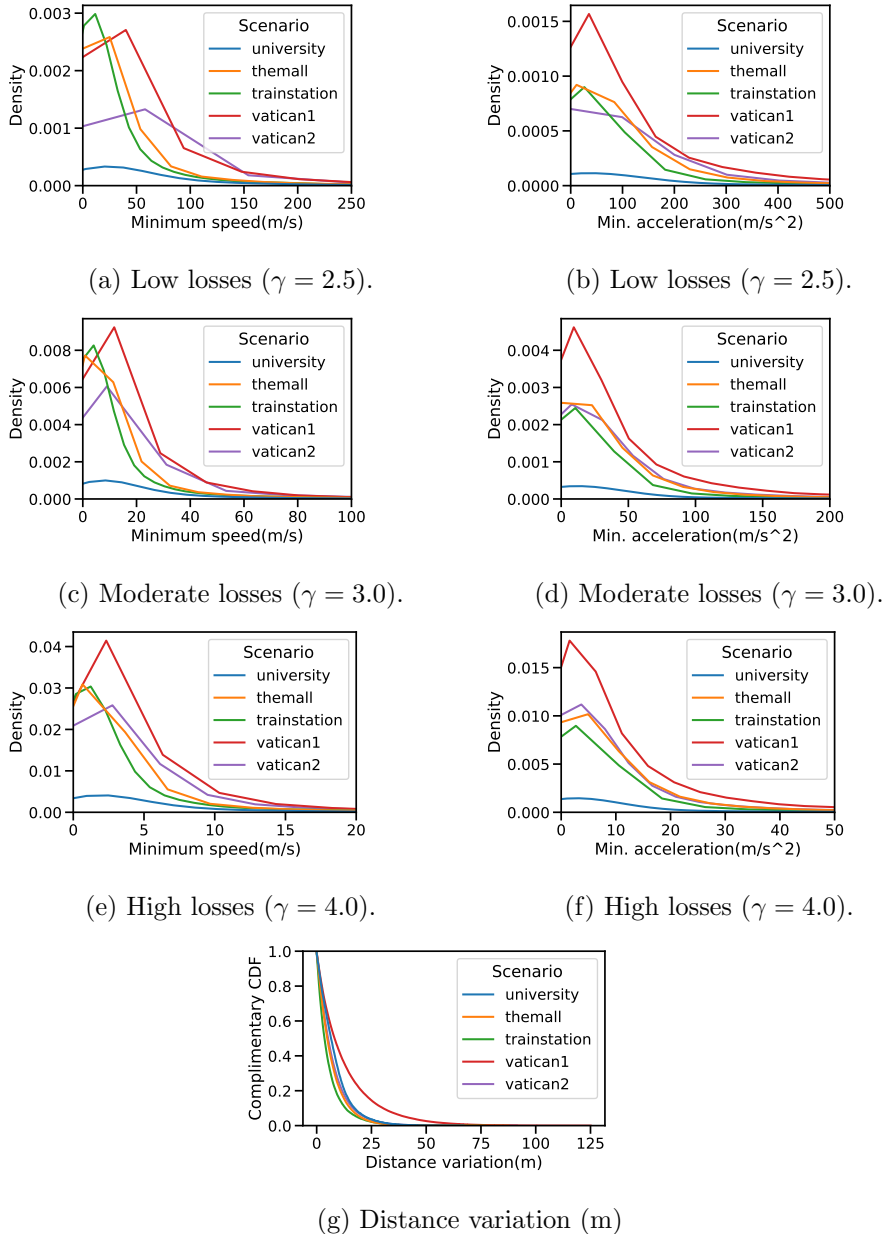 Density
0.003
0.002
0.001
0.000
0 50 100 150 200 250
Minimum speed(m/s)
Scenario
university
themall
trainstation
vatican1
vatican2
(a) Low losses (γ = 2.5).
Density
0.0015
0.0010
0.0005
0.0000
0 100 200 300 400 500
Min. acceleration(m/s^2)
Scenario
university
themall
trainstation
vatican1
vatican2
(b) Low losses (γ = 2.5).
Density
0.008
0.006
0.004
0.002
0.000
0 20 40 60 80 100
Minimum speed(m/s)
Scenario
university
themall
trainstation
vatican1
vatican2
(c) Moderate losses (γ = 3.0).
Density
0.004
0.003
0.002
0.001
0.000
0 50 100 150 200
Min. acceleration(m/s^2)
Scenario
university
themall
trainstation
vatican1
vatican2
(d) Moderate losses (γ = 3.0).
Density
0.04
0.03
0.02
0.01
0.00
0 5 10 15 20
Minimum speed(m/s)
Scenario
university
themall
trainstation
vatican1
vatican2
(e) High losses (γ = 4.0).
Density
0.015
0.010
0.005
0.000
0 10 20 30 40 50
Min. acceleration(m/s^2)
Scenario
university
themall
trainstation
vatican1
vatican2
(f) High losses (γ = 4.0).
Complimentary CDF
1.0
0.8
0.6
0.4
0.2
0.0
0 25 50 75 100 125
Distance variation(m)
Scenario
university
themall
trainstation
vatican1
vatican2
(g) Distance variation (m)